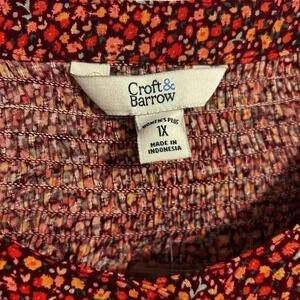 Croft&
Barrow
WOMEN'S PLUS
1X
MADE IN
INDONESIA